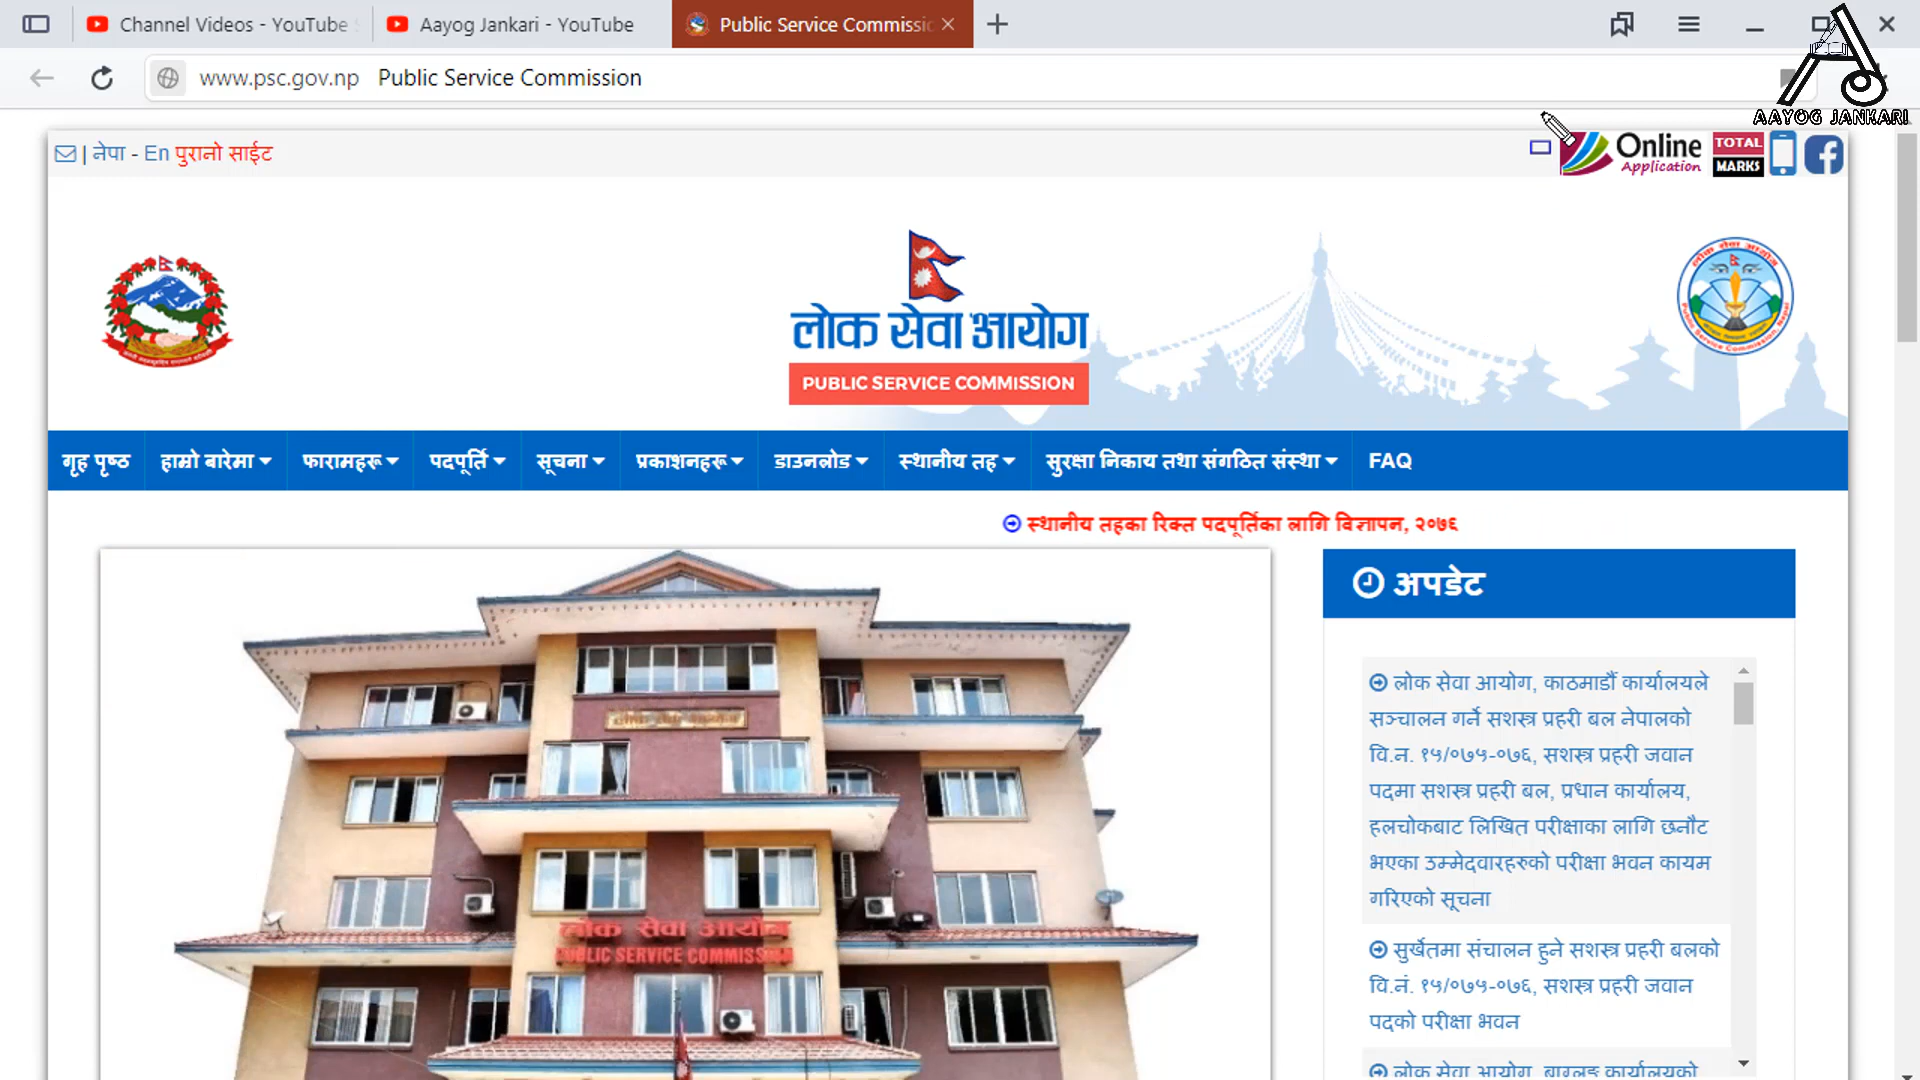 Channel Videos - YouTube
Aayog Jankari - YouTube
Public Service Commissi
www.psc.gov.np Public Service Commission
AAYOG JANKARI
| नेपा - En पुरानो साईट
Online
Application
TOTAL
MARKS
लोक सेवा आयोग
PUBLIC SERVICE COMMISSION
गृह पृष्ठ हाम्रो बारेमा फारामहरू पदपूर्ति सूचना प्रकाशनहरू डाउनलोड स्थानीय तह सुरक्षा निकाय तथा संगठित संस्था FAQ
स्थानीय तहका रिक्त पदपूर्तिका लागि विज्ञापन, २०७६
अपडेट
लोक सेवा आयोग, काठमाडौं कार्यालयले
सञ्चालन गर्ने सशस्त्र प्रहरी बल नेपालको
वि.न. १५/०७५-०७६, सशस्त्र प्रहरी जवान
पदमा सशस्त्र प्रहरी बल, प्रधान कार्यालय,
हलचोकबाट लिखित परीक्षाका लागि छनौट
भएका उम्मेदवारहरुको परीक्षा भवन कायम
गरिएको सूचना
सुर्खेतमा संचालन हुने सशस्त्र प्रहरी बलको
वि.नं. १५/०७५-०७६, सशस्त्र प्रहरी जवान
पदको परीक्षा भवन
लोक सेवा आयोग, बागलुङ कार्यालयको
लोक सेवा आयोग
PUBLIC SERVICE COMMISSION